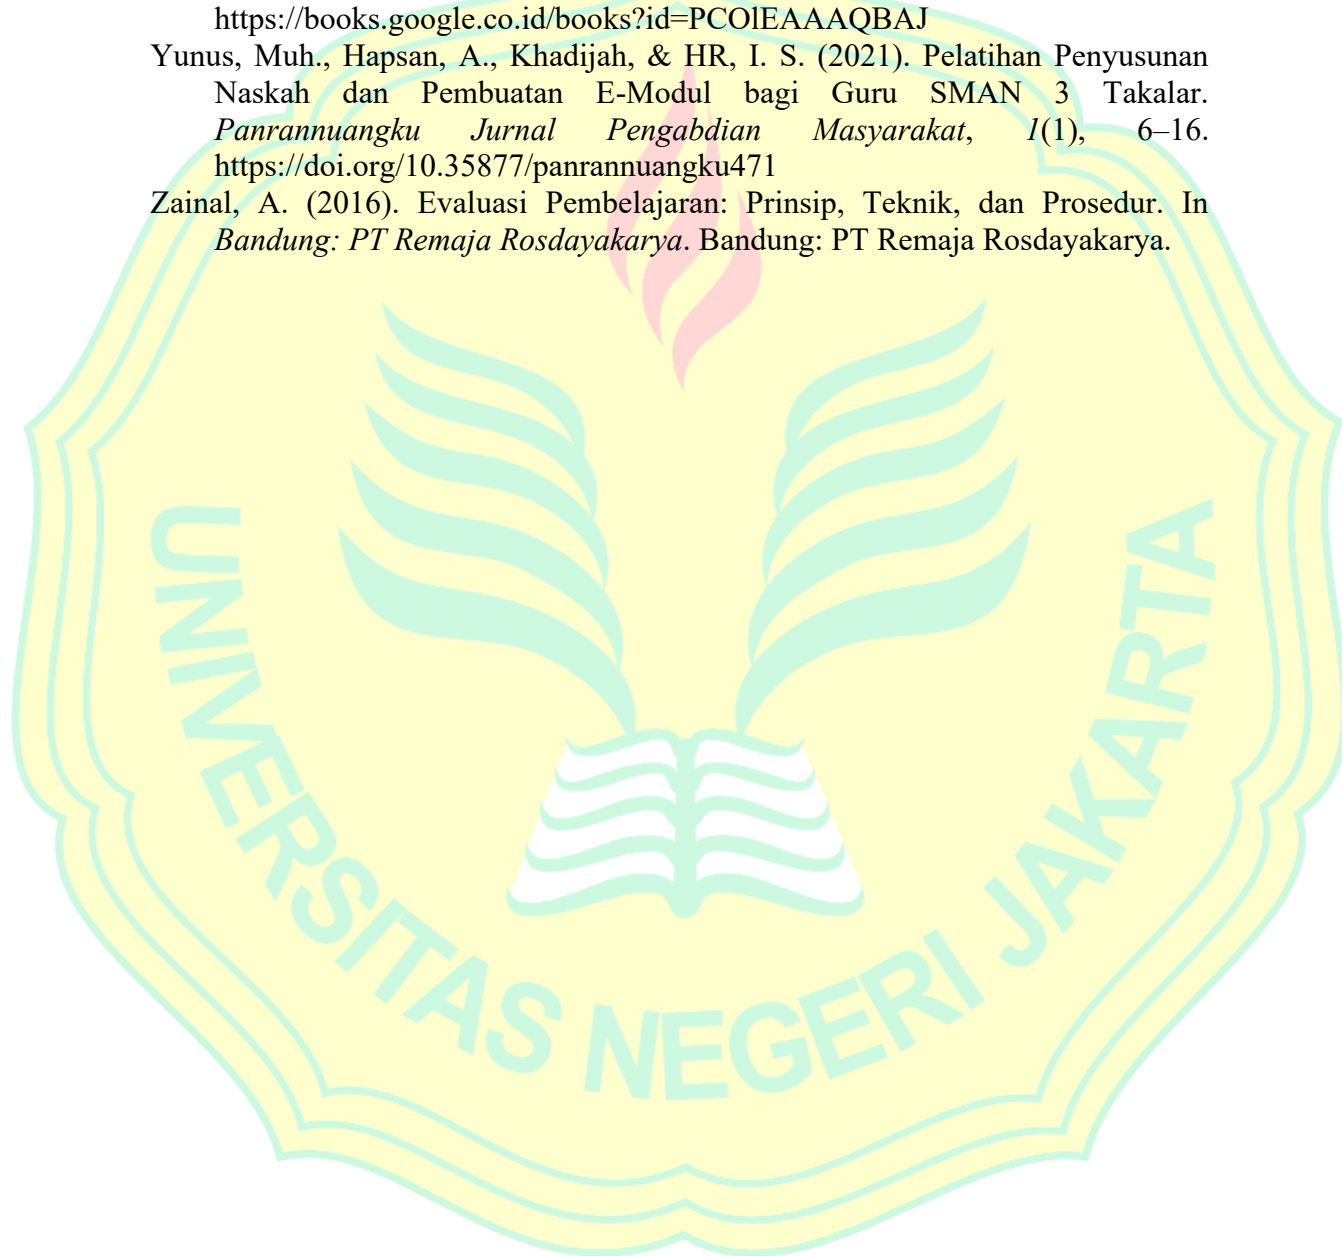 https://books.google.co.id/books?id=PCOlEAAAQBAJ
Yunus, Muh., Hapsan, A., Khadijah, & HR, I. S. (2021). Pelatihan Penyusunan
Naskah dan Pembuatan E-Modul bagi Guru SMAN 3 Takalar.
Panrannuangku Jurnal Pengabdian Masyarakat, 1(1), 6–16.
https://doi.org/10.35877/panrannuangku471
Zainal, A. (2016). Evaluasi Pembelajaran: Prinsip, Teknik, dan Prosedur. In
Bandung: PT Remaja Rosdayakarya. Bandung: PT Remaja Rosdayakarya.
UNIVERSITAS NEGERI JAKARTA